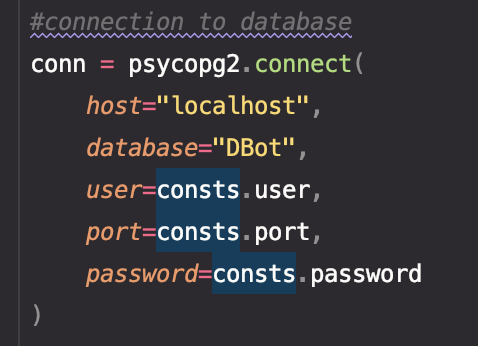 #connection to database
conn = psycopg2.connect(
    host="localhost",
    database="DBot",
    user=consts.user,
    port=consts.port,
    password=consts.password
)